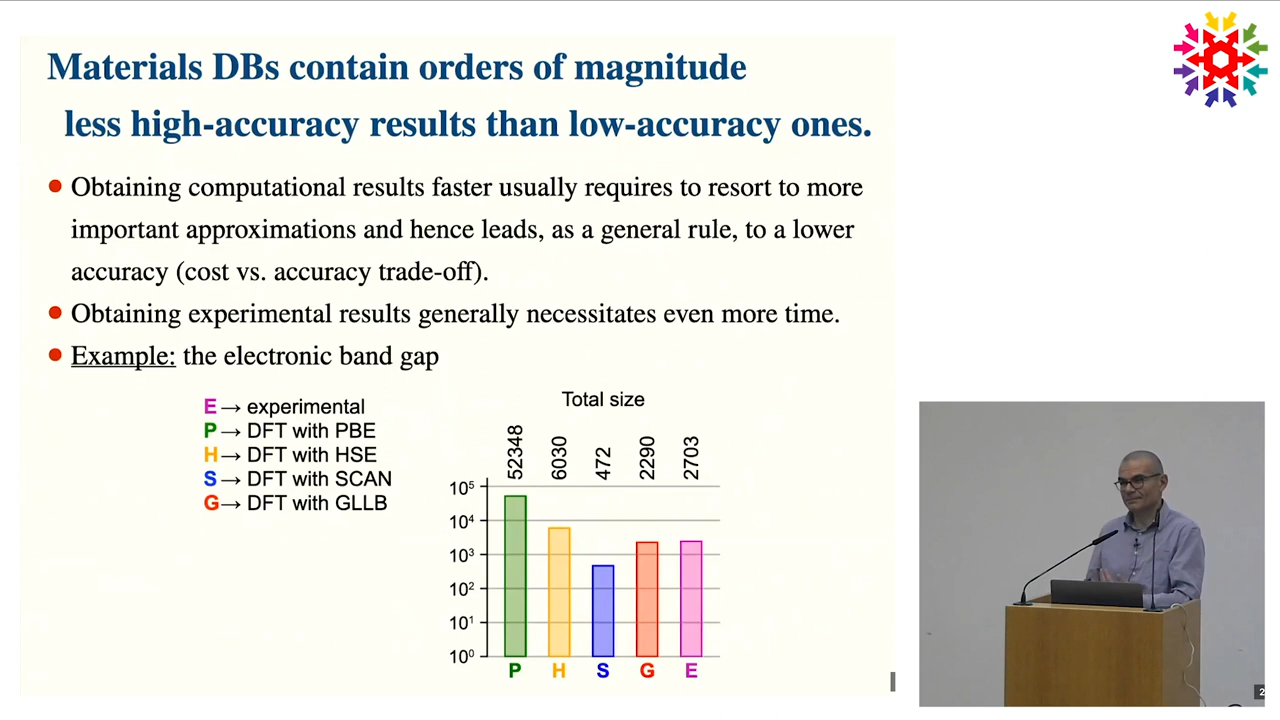 Materials DBs contain orders of magnitude
less high-accuracy results than low-accuracy ones.
• Obtaining computational results faster usually requires to resort to more
important approximations and hence leads, as a general rule, to a lower
accuracy (cost vs. accuracy trade-off).
• Obtaining experimental results generally necessitates even more time.
• Example: the electronic band gap
E → experimental
P → DFT with PBE
H → DFT with HSE
S → DFT with SCAN
G → DFT with GLLB
Total size
52348 6030 472 2290 2703
10⁵
10⁴
10³
10²
10¹
10⁰
P H S G E
2